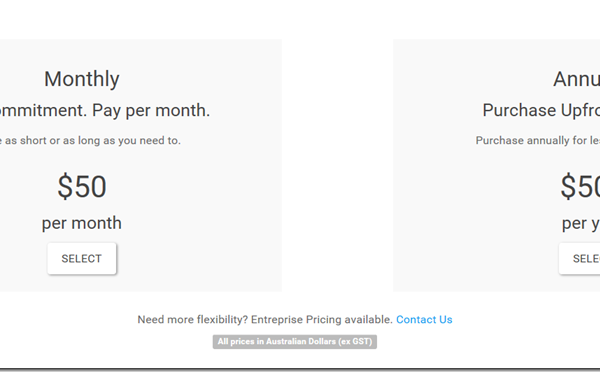 Monthly
mmitment. Pay per month.
as short or as long as you need to.
$50
per month
SELECT
Annu
Purchase Upfro
Purchase annually for le
$50
per y
SELE
Need more flexibility? Entreprise Pricing available. Contact Us
All prices in Australian Dollars (ex GST)